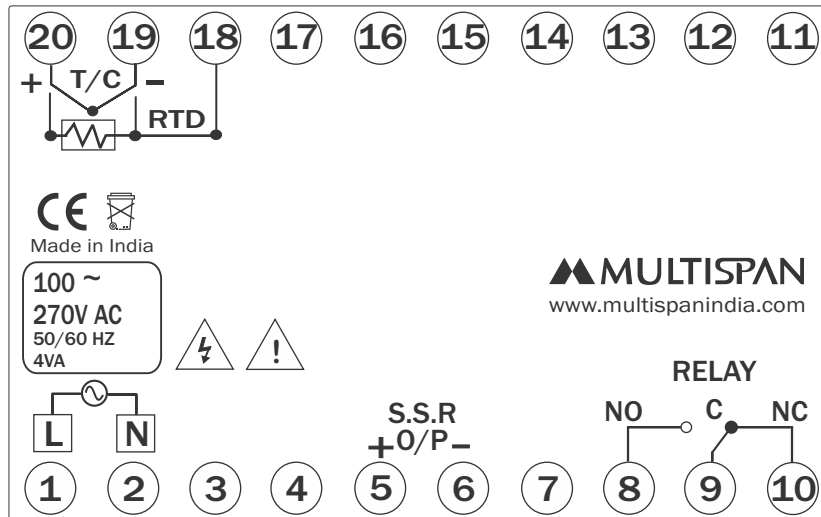 20 19 18 17 16 15 14 13 12 11
+ T/C -
RTD
CE
Made in India
100 ~
270V AC
50/60 HZ
4VA
MULTISPAN
www.multispanindia.com
!
RELAY
NO C NC
S.S.R
+ O/P -
L N
1 2 3 4 5 6 7 8 9 10